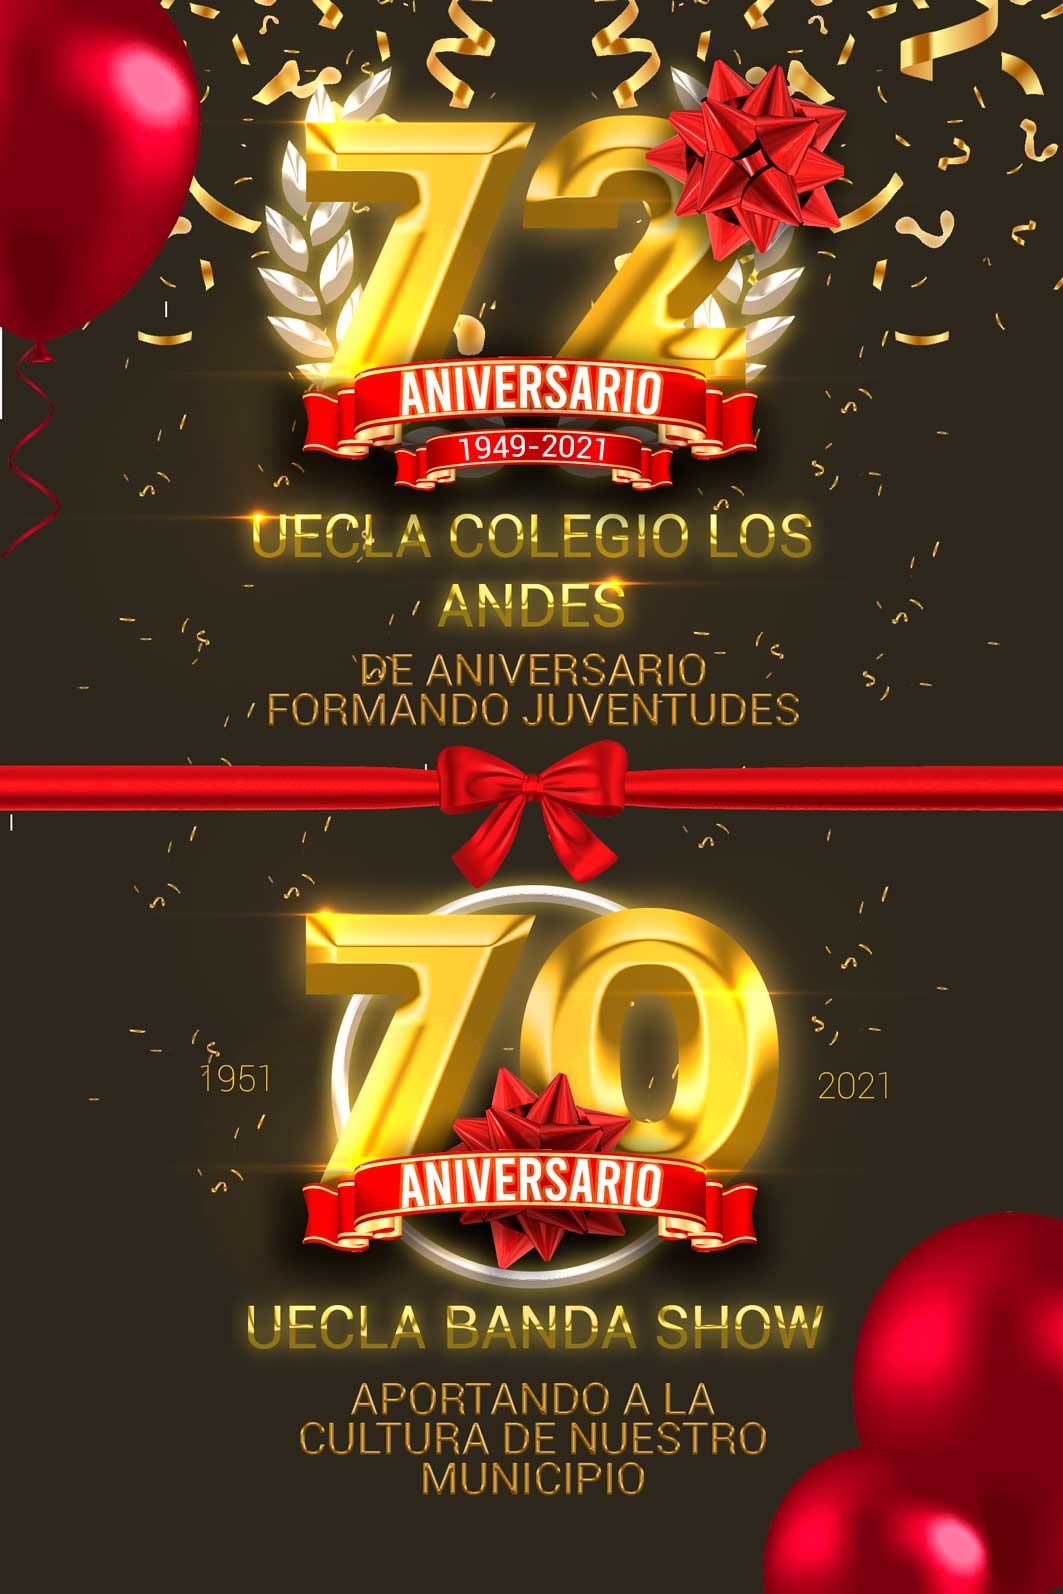 72
ANIVERSARIO
1949-2021
UECLA COLEGIO LOS
ANDES
DE ANIVERSARIO
FORMANDO JUVENTUDES
70
1951
2021
ANIVERSARIO
UECLA BANDA SHOW
APORTANDO A LA
CULTURA DE NUESTRO
MUNICIPIO